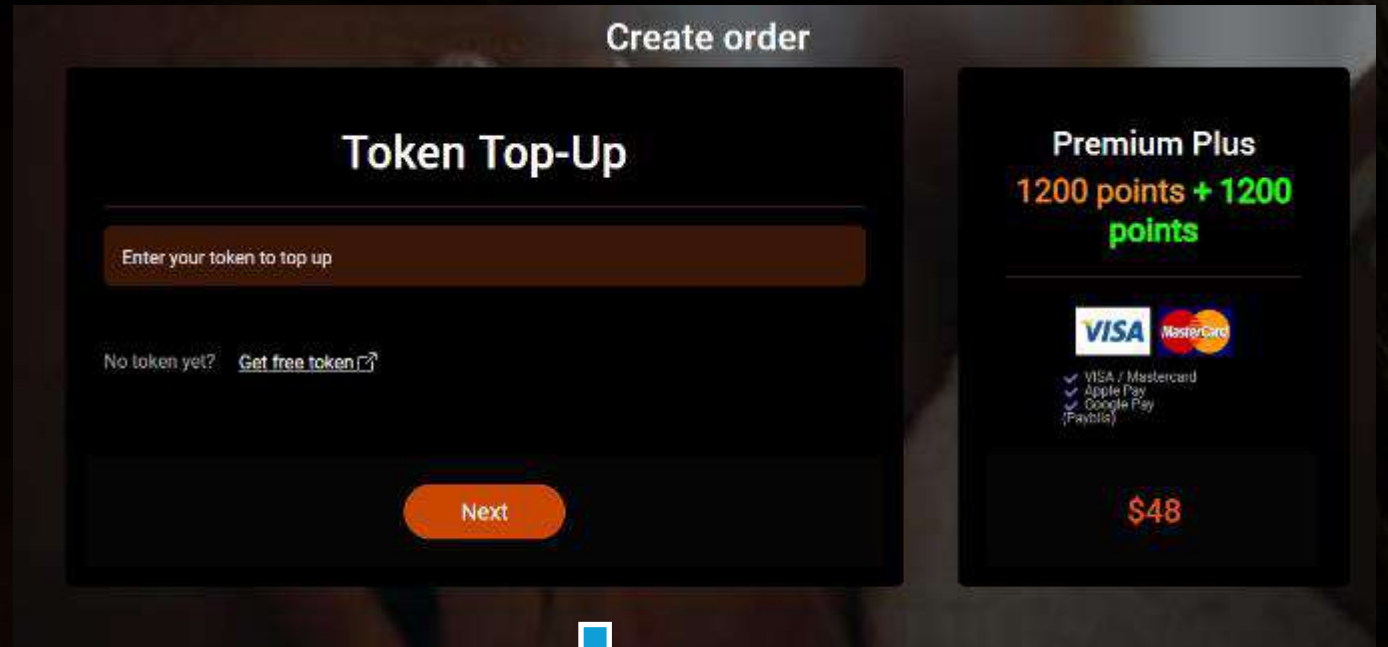 Create order
Token Top-Up
Enter your token to top up
No token yet? Get free token
Next
Premium Plus
1200 points + 1200
points
VISA MasterCard
VISA / Mastercard
Apple Pay
Google Pay
(Paybis)
$48